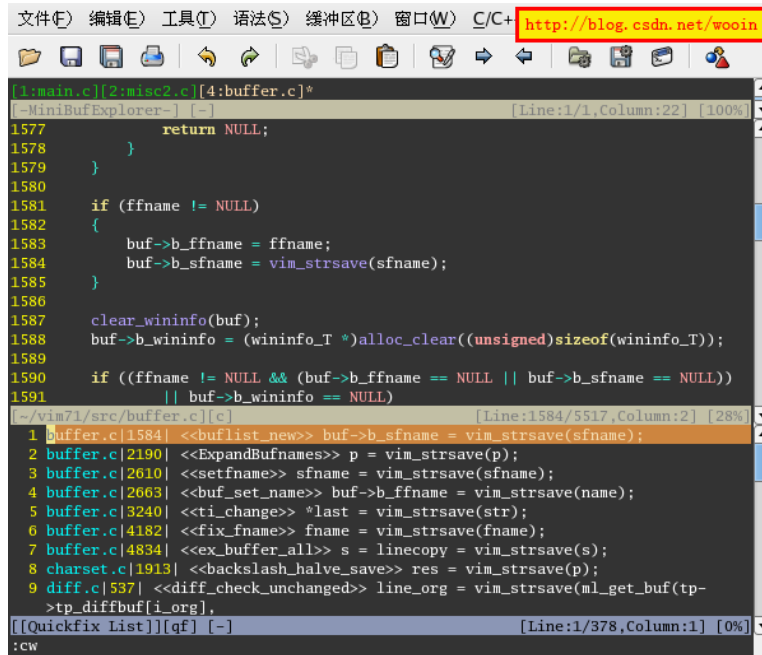 文件(F) 编辑(E) 工具(T) 语法(S) 缓冲区(B) 窗口(W) C/C+
http://blog.csdn.net/wooin
[1:main.c][2:misc2.c][4:buffer.c]*
[-MiniBufExplorer-] [-] [Line:1/1,Column:22] [100%]
1577 return NULL;
1578 }
1579 }
1580
1581 if (ffname != NULL)
1582 {
1583 buf->b_ffname = ffname;
1584 buf->b_sfname = vim_strsave(sfname);
1585 }
1586
1587 clear_wininfo(buf);
1588 buf->b_wininfo = (wininfo_T *)alloc_clear((unsigned)sizeof(wininfo_T));
1589
1590 if ((ffname != NULL && (buf->b_ffname == NULL || buf->b_sfname == NULL))
1591 || buf->b_wininfo == NULL)
[~/vim71/src/buffer.c][c] [Line:1584/5517,Column:2] [28%]
1 buffer.c|1584| <<buflist_new>> buf->b_sfname = vim_strsave(sfname);
2 buffer.c|2190| <<ExpandBufnames>> p = vim_strsave(p);
3 buffer.c|2610| <<setfname>> sfname = vim_strsave(sfname);
4 buffer.c|2663| <<buf_set_name>> buf->b_ffname = vim_strsave(name);
5 buffer.c|3240| <<ti_change>> *last = vim_strsave(str);
6 buffer.c|4182| <<fix_fname>> fname = vim_strsave(fname);
7 buffer.c|4834| <<ex_buffer_all>> s = linecopy = vim_strsave(s);
8 charset.c|1913| <<backslash_halve_save>> res = vim_strsave(p);
9 diff.c|537| <<diff_check_unchanged>> line_org = vim_strsave(ml_get_buf(tp-
>tp_diffbuf[i_org],
[[Quickfix List]][qf] [-] [Line:1/378,Column:1] [0%]
:cw